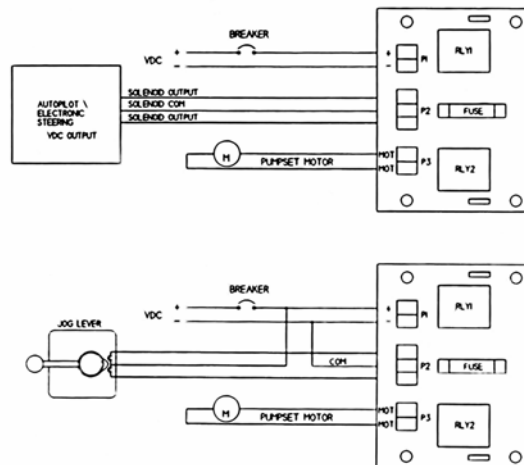 BREAKER
+
VDC
-
+
-
P1
RLY1
AUTOPILOT \
ELECTRONIC
STEERING
VDC OUTPUT
SOLENOID OUTPUT
SOLENOID COM
SOLENOID OUTPUT
P2
FUSE
M
PUMPSET MOTOR
MOT
MOT
P3
RLY2
BREAKER
+
VDC
-
+
-
P1
RLY1
JOG LEVER
COM
P2
FUSE
M
PUMPSET MOTOR
MOT
MOT
P3
RLY2